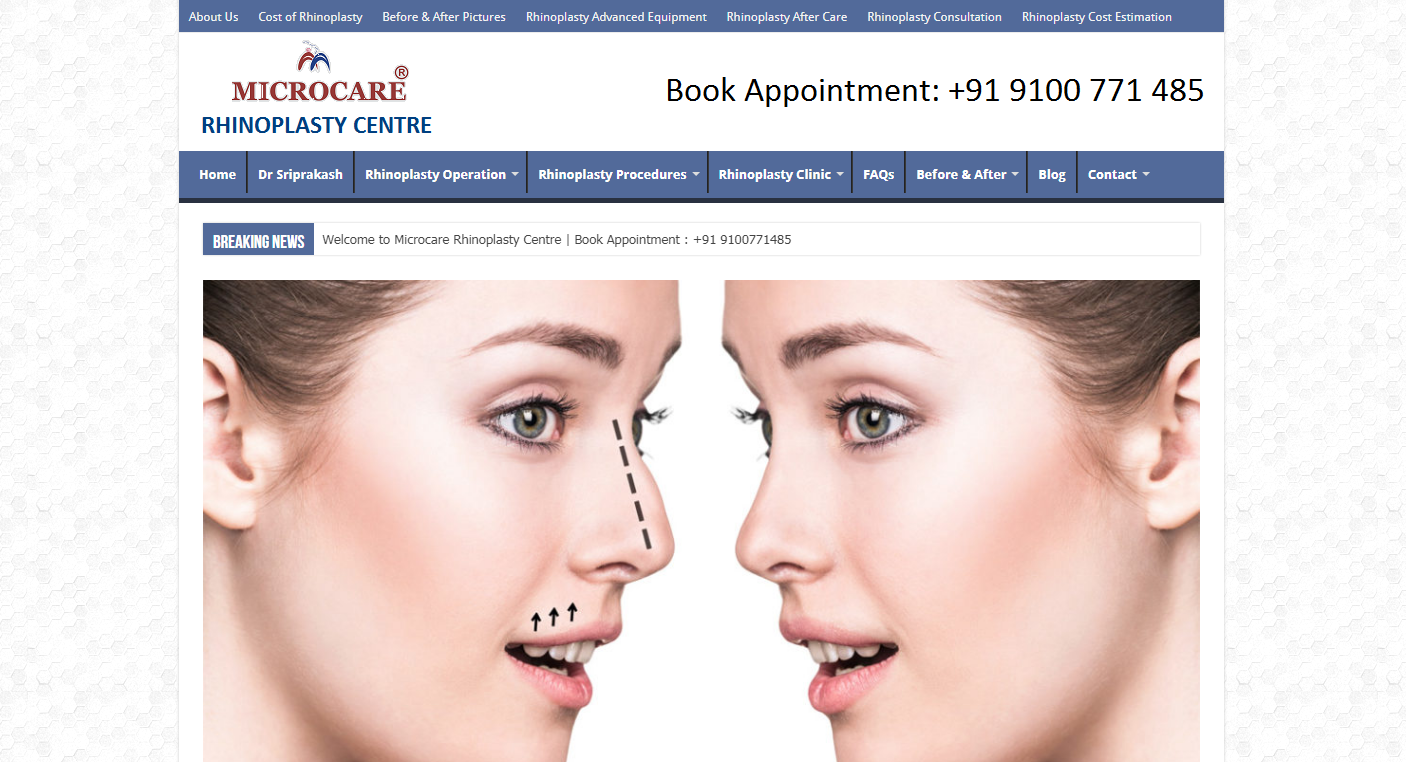 About Us Cost of Rhinoplasty Before & After Pictures Rhinoplasty Advanced Equipment Rhinoplasty After Care Rhinoplasty Consultation Rhinoplasty Cost Estimation
MICROCARE®
RHINOPLASTY CENTRE
Book Appointment: +91 9100 771 485
Home Dr Sriprakash Rhinoplasty Operation Rhinoplasty Procedures Rhinoplasty Clinic FAQs Before & After Blog Contact
BREAKING NEWS Welcome to Microcare Rhinoplasty Centre | Book Appointment : +91 9100771485